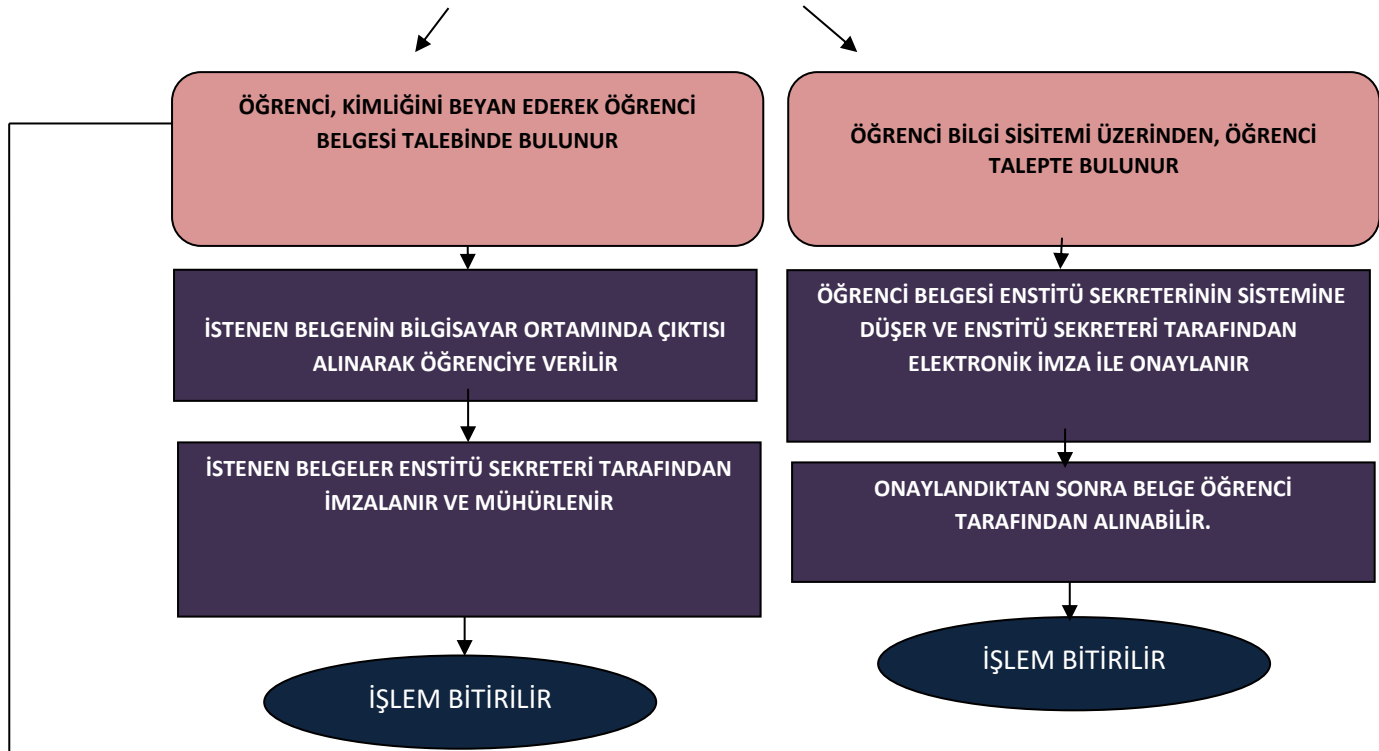 ÖĞRENCİ, KİMLİĞİNİ BEYAN EDEREK ÖĞRENCİ
BELGESİ TALEBİNDE BULUNUR
İSTENEN BELGENİN BİLGİSAYAR ORTAMINDA ÇIKTISI
ALINARAK ÖĞRENCİYE VERİLİR
İSTENEN BELGELER ENSTİTÜ SEKRETERİ TARAFINDAN
İMZALANIR VE MÜHÜRLENİR
İŞLEM BİTİRİLİR
ÖĞRENCİ BİLGİ SİSİTEMİ ÜZERİNDEN, ÖĞRENCİ
TALEPTE BULUNUR
ÖĞRENCİ BELGESİ ENSTİTÜ SEKRETERİNİN SİSTEMİNE
DÜŞER VE ENSTİTÜ SEKRETERİ TARAFINDAN
ELEKTRONİK İMZA İLE ONAYLANIR
ONAYLANDIKTAN SONRA BELGE ÖĞRENCİ
TARAFINDAN ALINABİLİR.
İŞLEM BİTİRİLİR